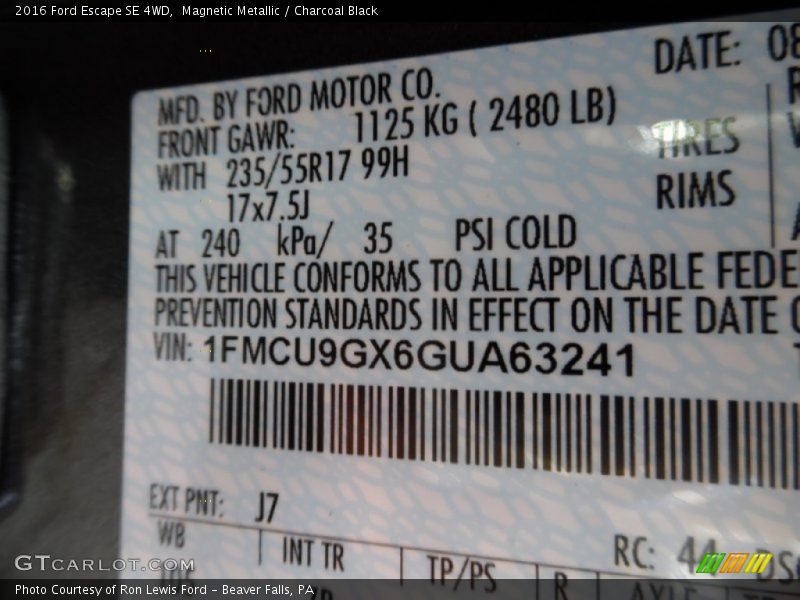 2016 Ford Escape SE 4WD, Magnetic Metallic / Charcoal Black
DATE: 08
MFD. BY FORD MOTOR CO.
FRONT GAWR: 1125 KG ( 2480 LB)
WITH 235/55R17 99H TIRES
17x7.5J RIMS
AT 240 kPa/ 35 PSI COLD
THIS VEHICLE CONFORMS TO ALL APPLICABLE FEDE
PREVENTION STANDARDS IN EFFECT ON THE DATE O
VIN: 1FMCU9GX6GUA63241
EXT PNT: J7
RC: 44 DSO
WB INT TR TP/PS R AXLE
GTCARLOT.COM
Photo Courtesy of Ron Lewis Ford - Beaver Falls, PA